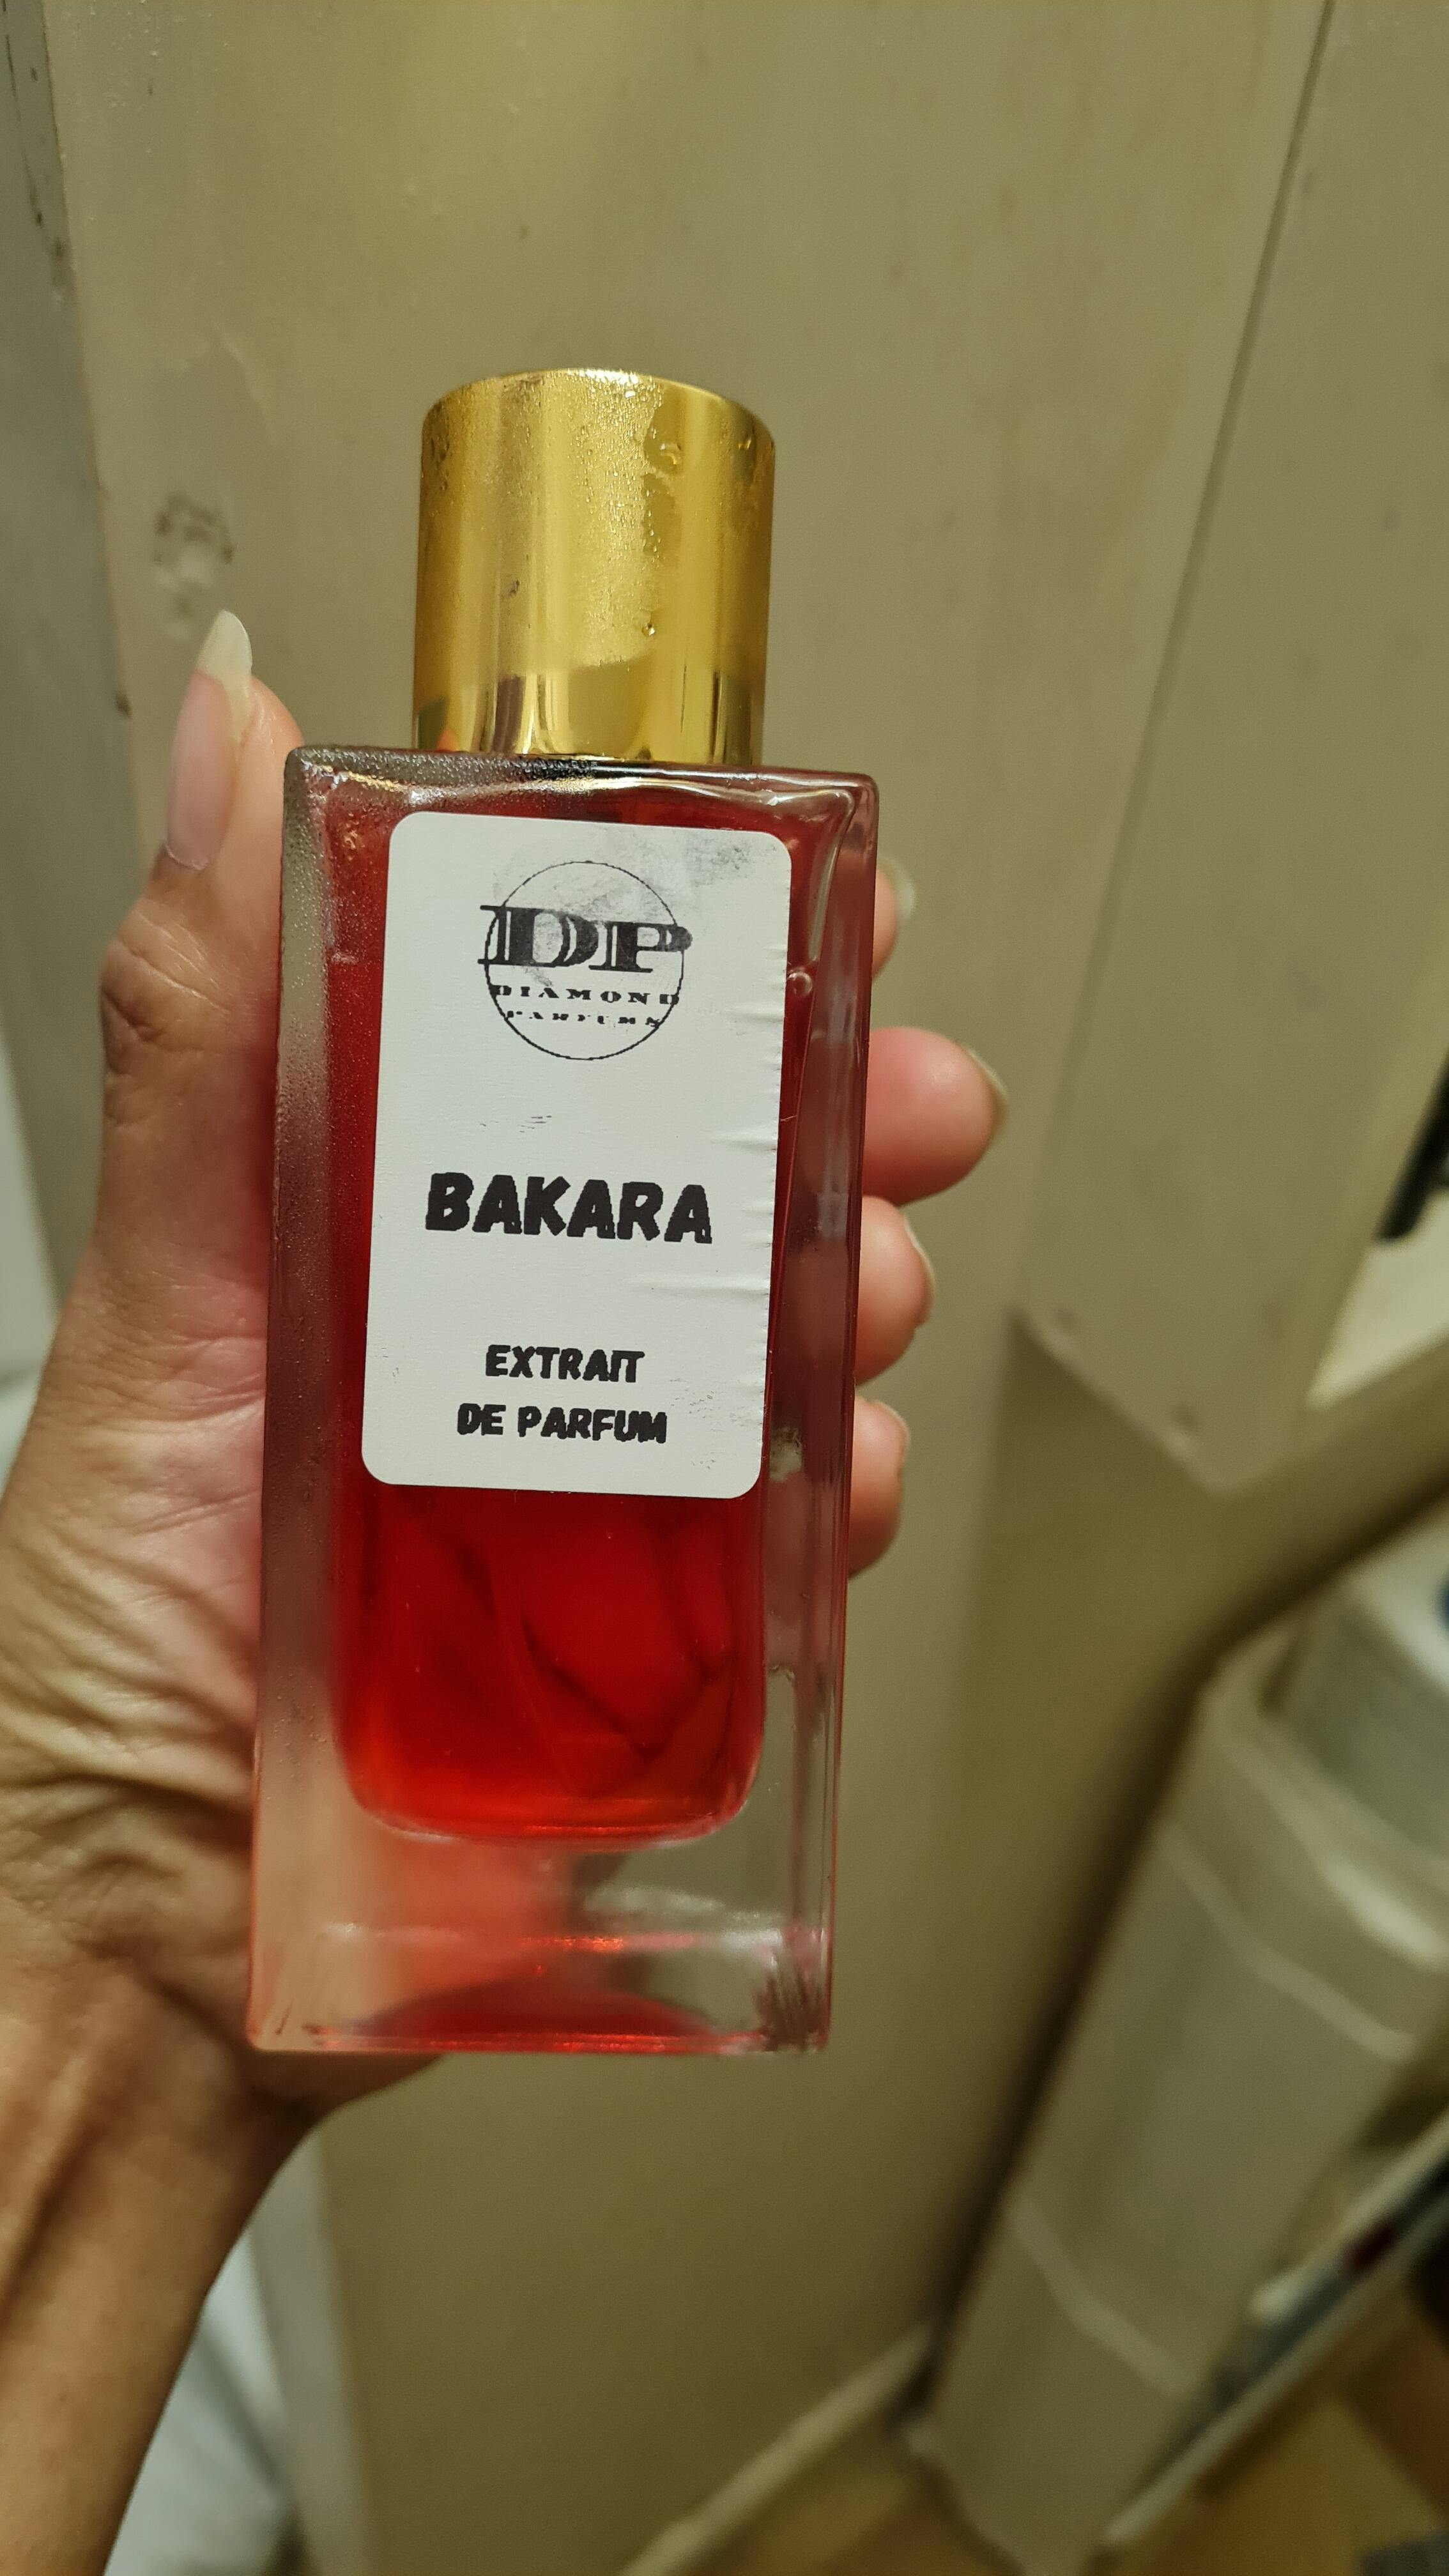 DP
DIAMOND
PARFUMS
BAKARA
EXTRAIT
DE PARFUM